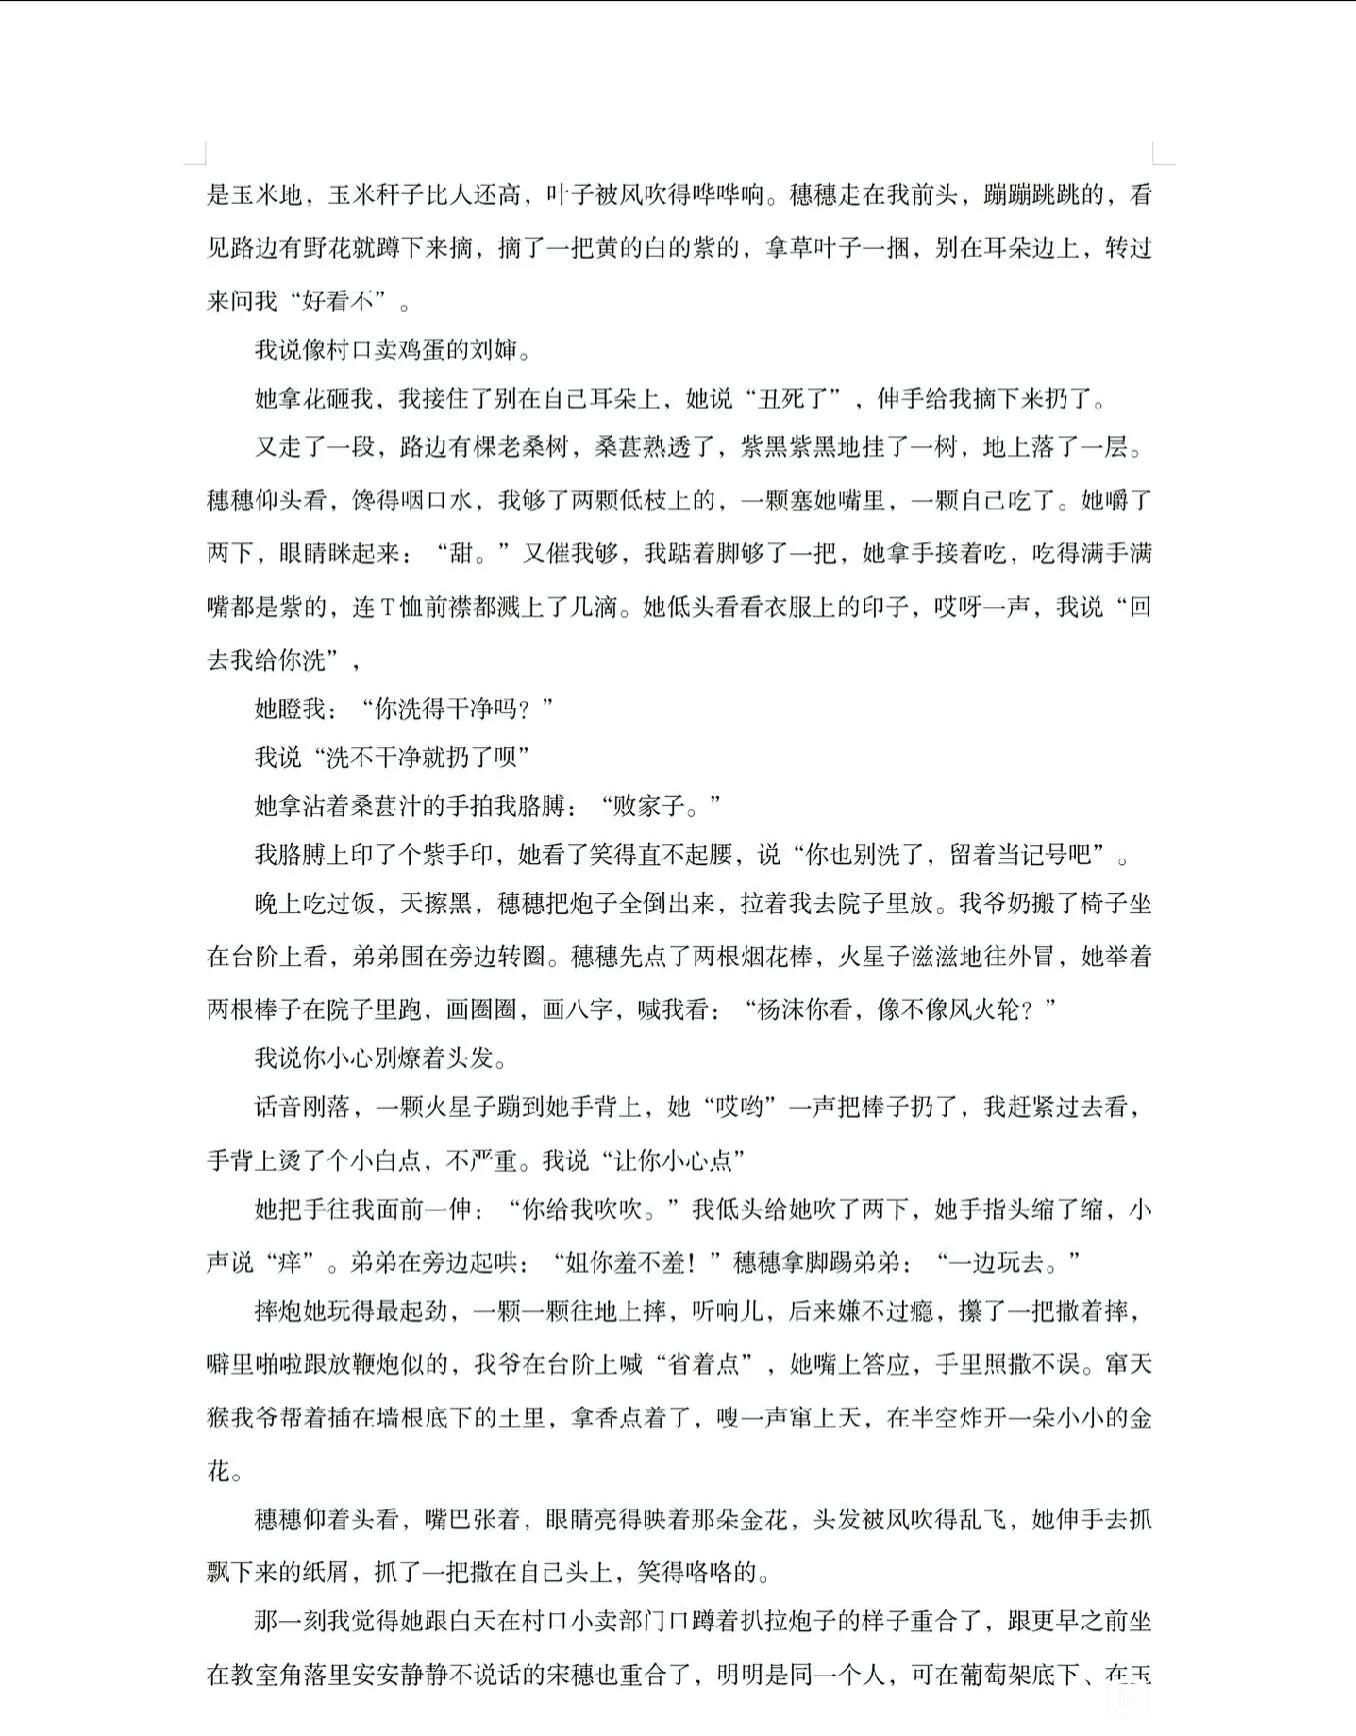 是玉米地，玉米秆子比人还高，叶子被风吹得哗哗响。穗穗走在我前头，蹦蹦跳跳的，看
见路边有野花就蹲下来摘，摘了一把黄的白的紫的，拿草叶子一捆，别在耳朵边上，转过
来问我“好看不”。
我说像村口卖鸡蛋的刘婶。
她拿花砸我，我接住了别在自己耳朵上，她说“丑死了”，伸手给我摘下来扔了。
又走了一段，路边有棵老桑树，桑葚熟透了，紫黑紫黑地挂了一树，地上落了一层。
穗穗仰头看，馋得咽口水，我够了两颗低枝上的，一颗塞她嘴里，一颗自己吃了。她嚼了
两下，眼睛眯起来：“甜。”又催我够，我踮着脚够了一把，她拿手接着吃，吃得满手满
嘴都是紫的，连T恤前襟都溅上了几滴。她低头看看衣服上的印子，哎呀一声，我说“回
去我给你洗”，
她瞪我：“你洗得干净吗？”
我说“洗不干净就扔了呗”
她拿沾着桑葚汁的手拍我胳膊：“败家子。”
我胳膊上印了个紫手印，她看了笑得直不起腰，说“你也别洗了，留着当记号吧”。
晚上吃过饭，天擦黑，穗穗把炮子全倒出来，拉着我去院子里放。我爷奶搬了椅子坐
在台阶上看，弟弟围在旁边转圈。穗穗先点了两根烟花棒，火星子滋滋地往外冒，她举着
两根棒子在院子里跑，画圈圈，画八字，喊我看：“杨沫你看，像不像风火轮？”
我说你小心别燎着头发。
话音刚落，一颗火星子蹦到她手背上，她“哎哟”一声把棒子扔了，我赶紧过去看，
手背上烫了个小白点，不严重。我说“让你小心点”
她把手往我面前一伸：“你给我吹吹。”我低头给她吹了两下，她手指头缩了缩，小
声说“痒”。弟弟在旁边起哄：“姐你羞不羞！”穗穗拿脚踢弟弟：“一边玩去。”
摔炮她玩得最起劲，一颗一颗往地上摔，听响儿，后来嫌不过瘾，攥了一把撒着摔，
噼里啪啦跟放鞭炮似的，我爷在台阶上喊“省着点”，她嘴上答应，手里照撒不误。窜天
猴我爷帮着插在墙根底下的土里，拿香点着了，嗖一声窜上天，在半空炸开一朵小小的金
花。
穗穗仰着头看，嘴巴张着，眼睛亮得映着那朵金花，头发被风吹得乱飞，她伸手去抓
飘下来的纸屑，抓了一把撒在自己头上，笑得咯咯的。
那一刻我觉得她跟白天在村口小卖部门口蹲着扒拉炮子的样子重合了，跟更早之前坐
在教室角落里安安静静不说话的宋穗也重合了，明明是同一个人，可在葡萄架底下、在玉